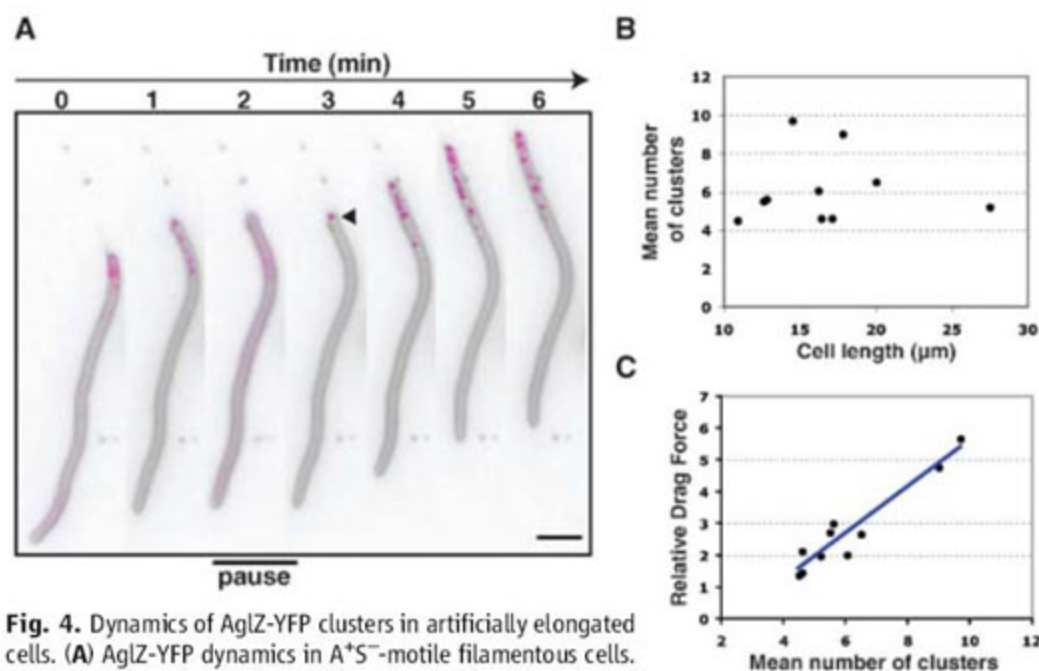 A
Time (min)
0 1 2 3 4 5 6
pause
B
12
10
8
6
4
2
0
10 15 20 25 30
Mean number
of clusters
Cell length (µm)
C
7
6
5
4
3
2
1
0
2 4 6 8 10 12
Relative Drag Force
Mean number of clusters
Fig. 4. Dynamics of AglZ-YFP clusters in artificially elongated
cells. (A) AglZ-YFP dynamics in A⁺S⁻-motile filamentous cells.